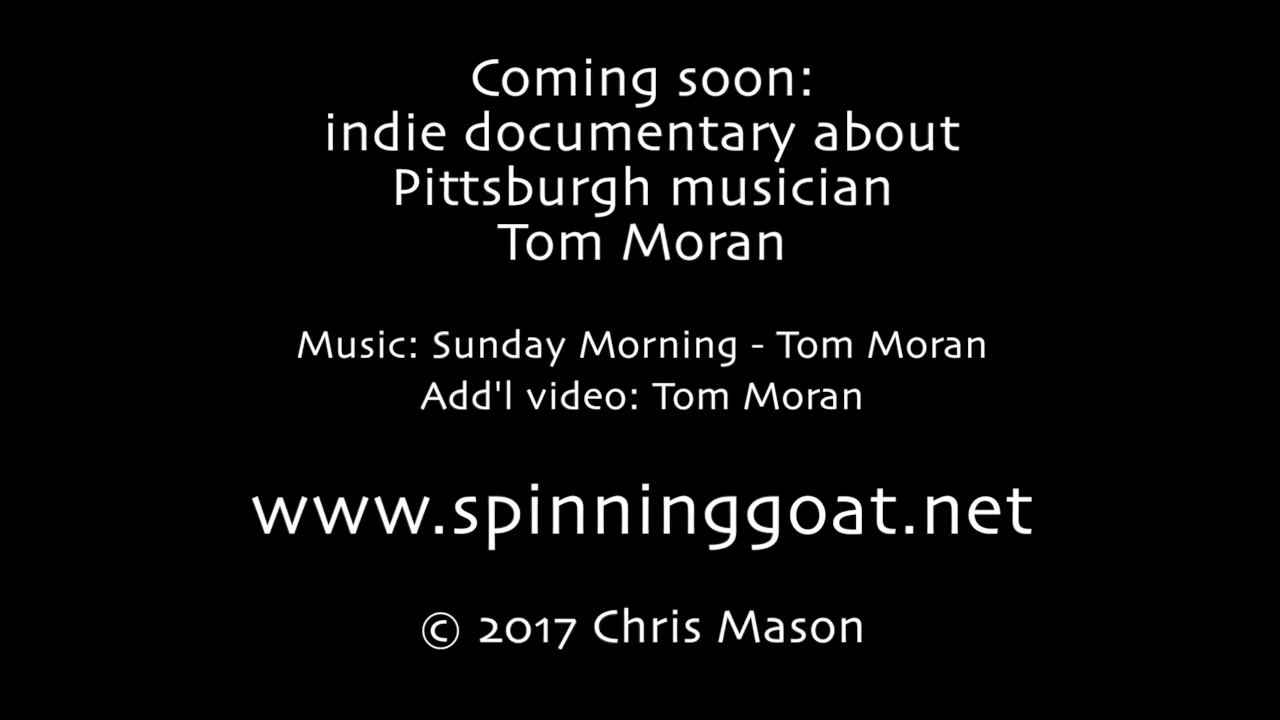 Coming soon:
indie documentary about
Pittsburgh musician
Tom Moran
Music: Sunday Morning - Tom Moran
Add'l video: Tom Moran
www.spinninggoat.net
© 2017 Chris Mason